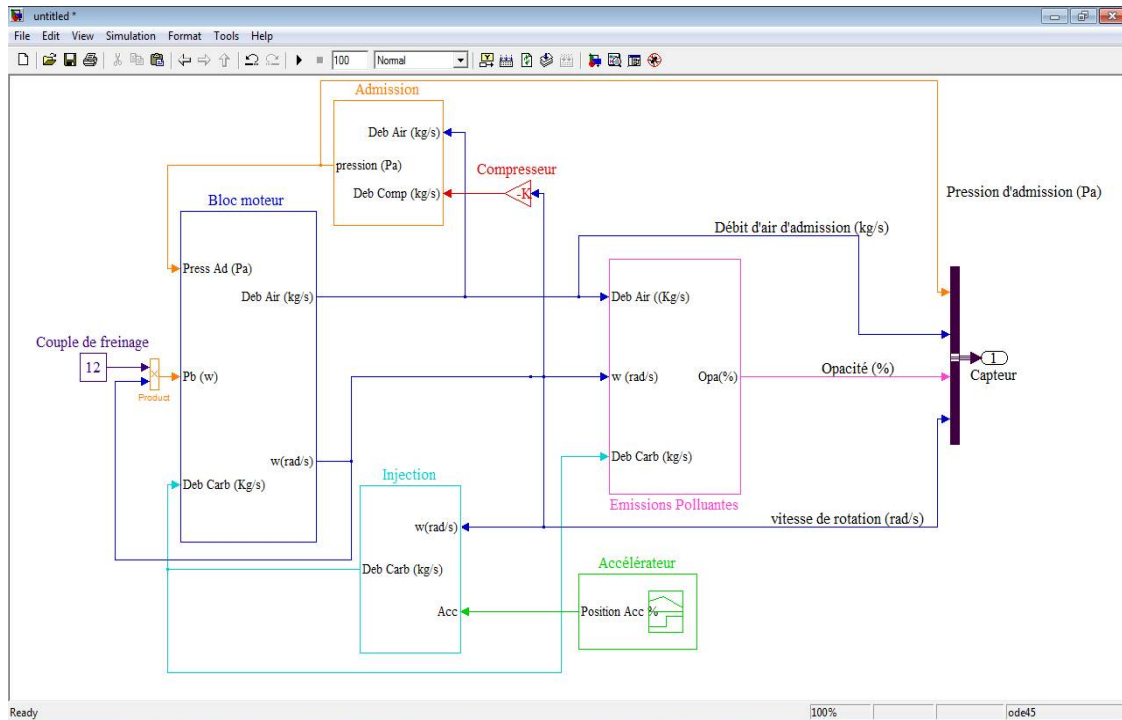 untitled *
File Edit View Simulation Format Tools Help
100 Normal
Admission
Deb Air (kg/s)
pression (Pa)
Deb Comp (kg/s)
Compresseur
-K
Pression d'admission (Pa)
Bloc moteur
Débit d'air d'admission (kg/s)
Press Ad (Pa)
Deb Air (kg/s)
Deb Air ((Kg/s)
Couple de freinage
12
Product
Pb (w)
w (rad/s)
Opa(%)
Opacité (%)
1
Capteur
w(rad/s)
Deb Carb (Kg/s)
Deb Carb (kg/s)
Injection
Emissions Polluantes
w(rad/s)
vitesse de rotation (rad/s)
Deb Carb (kg/s)
Accélérateur
Acc
Position Acc %
Ready 100% ode45